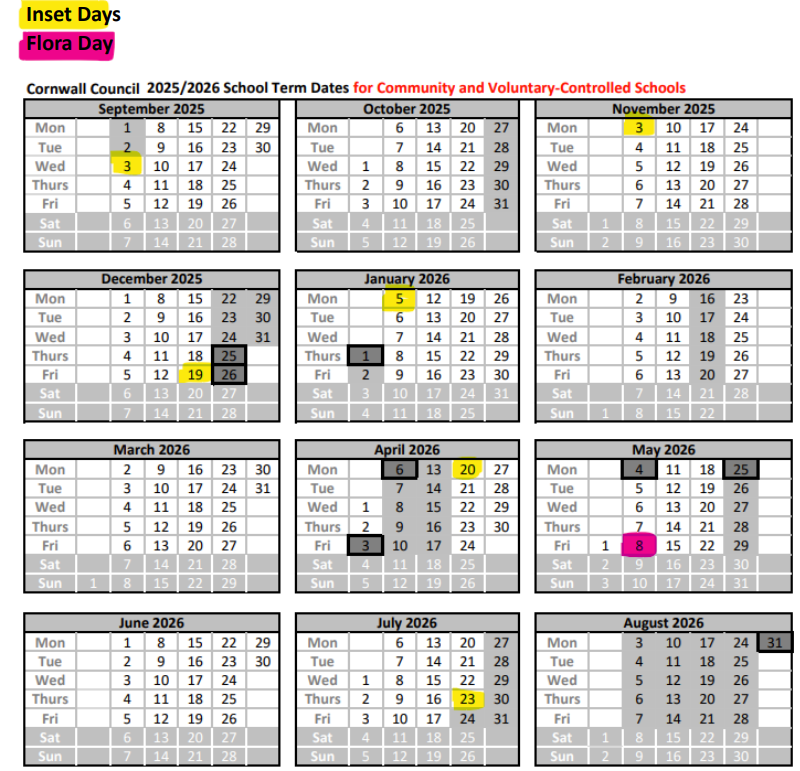 Inset Days
Flora Day
Cornwall Council 2025/2026 School Term Dates for Community and Voluntary-Controlled Schools
September 2025
Mon 1 8 15 22 29
Tue 2 9 16 23 30
Wed 3 10 17 24
Thurs 4 11 18 25
Fri 5 12 19 26
Sat 6 13 20 27
Sun 7 14 21 28
October 2025
Mon 6 13 20 27
Tue 7 14 21 28
Wed 1 8 15 22 29
Thurs 2 9 16 23 30
Fri 3 10 17 24 31
Sat 4 11 18 25
Sun 5 12 19 26
November 2025
Mon 3 10 17 24
Tue 4 11 18 25
Wed 5 12 19 26
Thurs 6 13 20 27
Fri 7 14 21 28
Sat 1 8 15 22 29
Sun 2 9 16 23 30
December 2025
Mon 1 8 15 22 29
Tue 2 9 16 23 30
Wed 3 10 17 24 31
Thurs 4 11 18 25
Fri 5 12 19 26
Sat 6 13 20 27
Sun 7 14 21 28
January 2026
Mon 5 12 19 26
Tue 6 13 20 27
Wed 7 14 21 28
Thurs 1 8 15 22 29
Fri 2 9 16 23 30
Sat 3 10 17 24 31
Sun 4 11 18 25
February 2026
Mon 2 9 16 23
Tue 3 10 17 24
Wed 4 11 18 25
Thurs 5 12 19 26
Fri 6 13 20 27
Sat 7 14 21 28
Sun 1 8 15 22
March 2026
Mon 2 9 16 23 30
Tue 3 10 17 24 31
Wed 4 11 18 25
Thurs 5 12 19 26
Fri 6 13 20 27
Sat 7 14 21 28
Sun 1 8 15 22 29
April 2026
Mon 6 13 20 27
Tue 7 14 21 28
Wed 1 8 15 22 29
Thurs 2 9 16 23 30
Fri 3 10 17 24
Sat 4 11 18 25
Sun 5 12 19 26
May 2026
Mon 4 11 18 25
Tue 5 12 19 26
Wed 6 13 20 27
Thurs 7 14 21 28
Fri 1 8 15 22 29
Sat 2 9 16 23 30
Sun 3 10 17 24 31
June 2026
Mon 1 8 15 22 29
Tue 2 9 16 23 30
Wed 3 10 17 24
Thurs 4 11 18 25
Fri 5 12 19 26
Sat 6 13 20 27
Sun 7 14 21 28
July 2026
Mon 6 13 20 27
Tue 7 14 21 28
Wed 1 8 15 22 29
Thurs 2 9 16 23 30
Fri 3 10 17 24 31
Sat 4 11 18 25
Sun 5 12 19 26
August 2026
Mon 3 10 17 24 31
Tue 4 11 18 25
Wed 5 12 19 26
Thurs 6 13 20 27
Fri 7 14 21 28
Sat 1 8 15 22 29
Sun 2 9 16 23 30